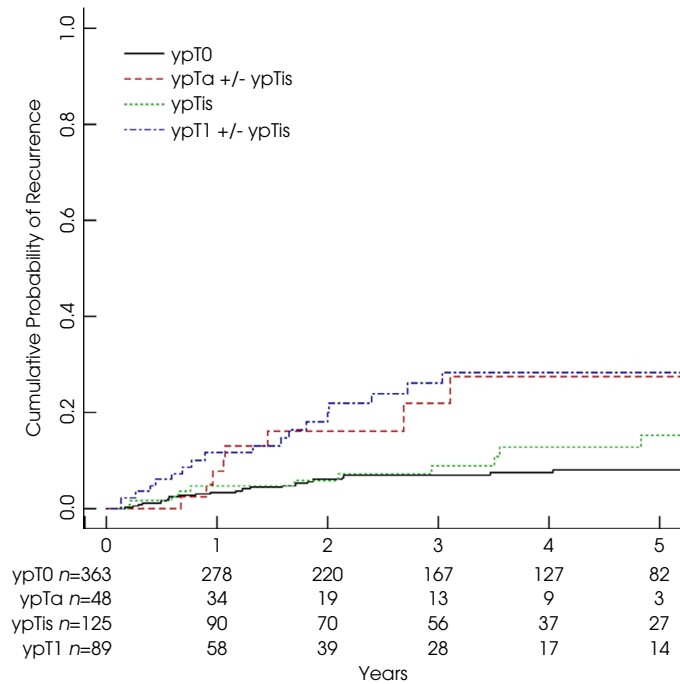 Cumulative Probability of Recurrence
1.0
0.8
0.6
0.4
0.2
0.0
ypT0
ypTa +/- ypTis
ypTis
ypT1 +/- ypTis
0 1 2 3 4 5
ypT0 n=363 278 220 167 127 82
ypTa n=48 34 19 13 9 3
ypTis n=125 90 70 56 37 27
ypT1 n=89 58 39 28 17 14
Years